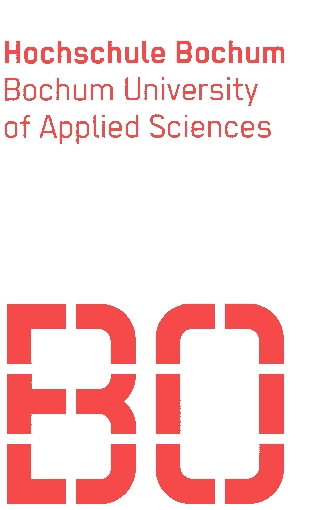 Hochschule Bochum
Bochum University
of Applied Sciences
BO